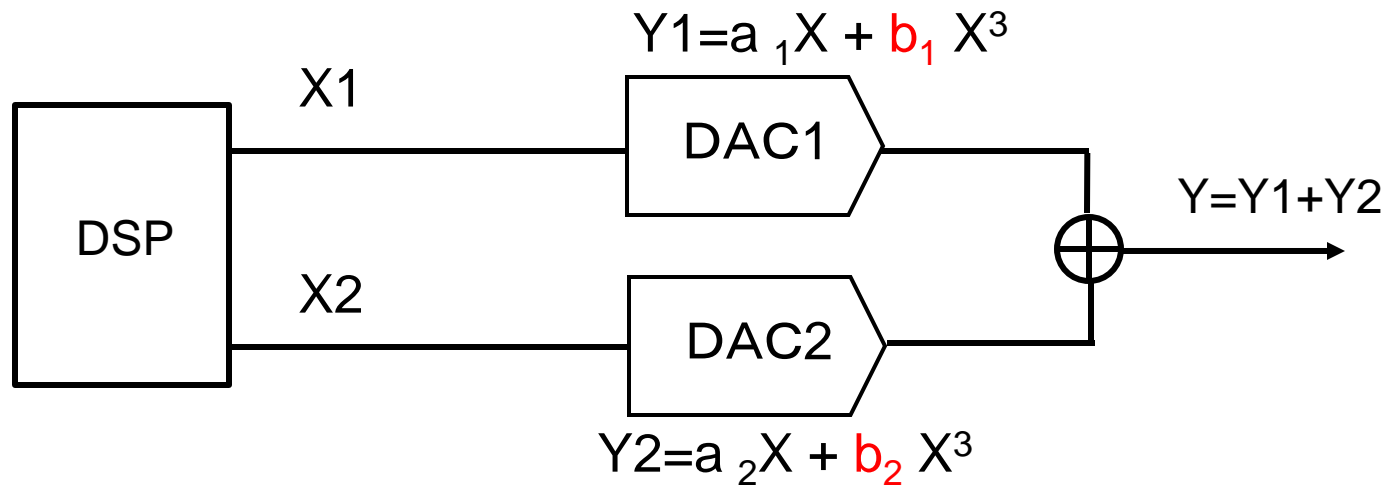 Y1=a ₁X + b₁ X³
X1
DAC1
DSP
Y=Y1+Y2
X2
DAC2
Y2=a ₂X + b₂ X³